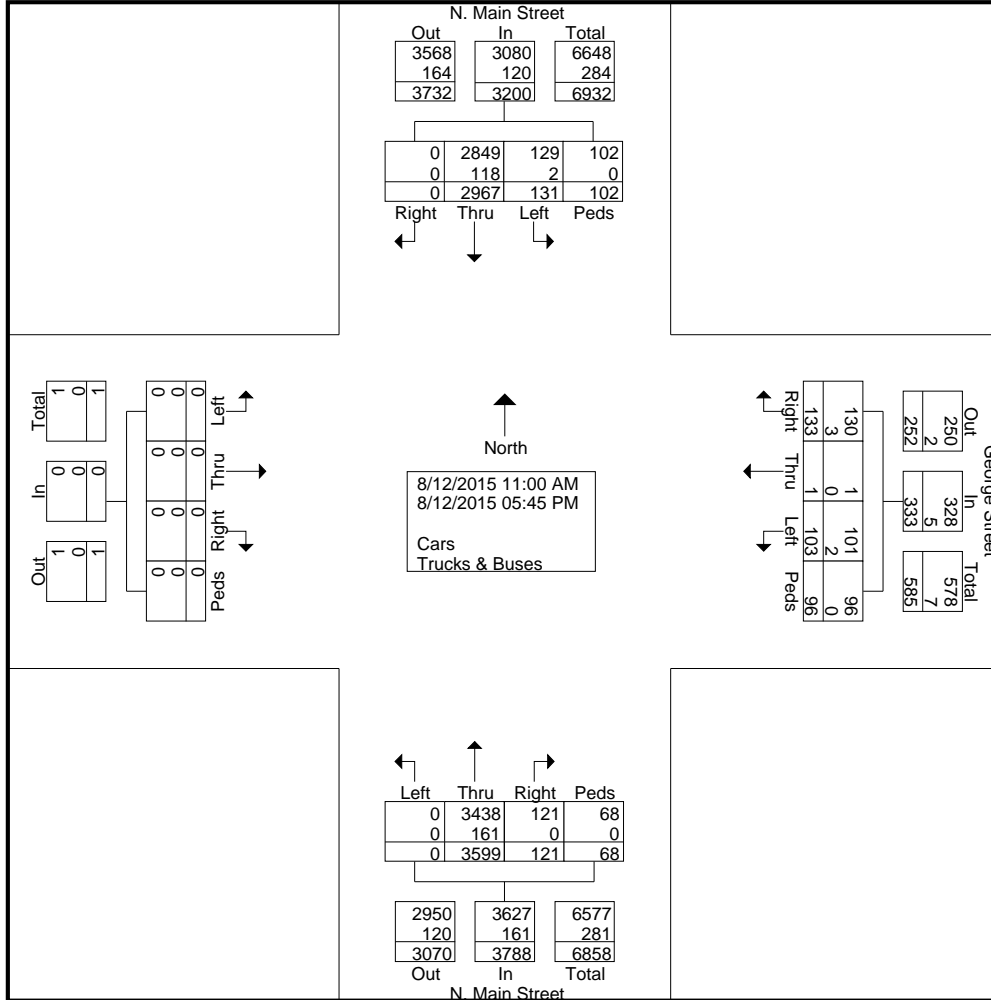 N. Main Street
Out In Total
3568 3080 6648
164 120 284
3732 3200 6932
0 2849 129 102
0 118 2 0
0 2967 131 102
Right Thru Left Peds
Total
1
0
1
In
0
0
0
Out
1
0
1
Left
0
0
0
Thru
0
0
0
Right
0
0
0
Peds
0
0
0
North
8/12/2015 11:00 AM
8/12/2015 05:45 PM
Cars
Trucks & Buses
Right
133
3
130
Thru
1
0
1
Left
103
2
101
Peds
96
0
96
George Street
Out
250
2
252
In
328
5
333
Total
578
7
585
Left Thru Right Peds
0 3438 121 68
0 161 0 0
0 3599 121 68
2950 3627 6577
120 161 281
3070 3788 6858
Out In Total
N. Main Street